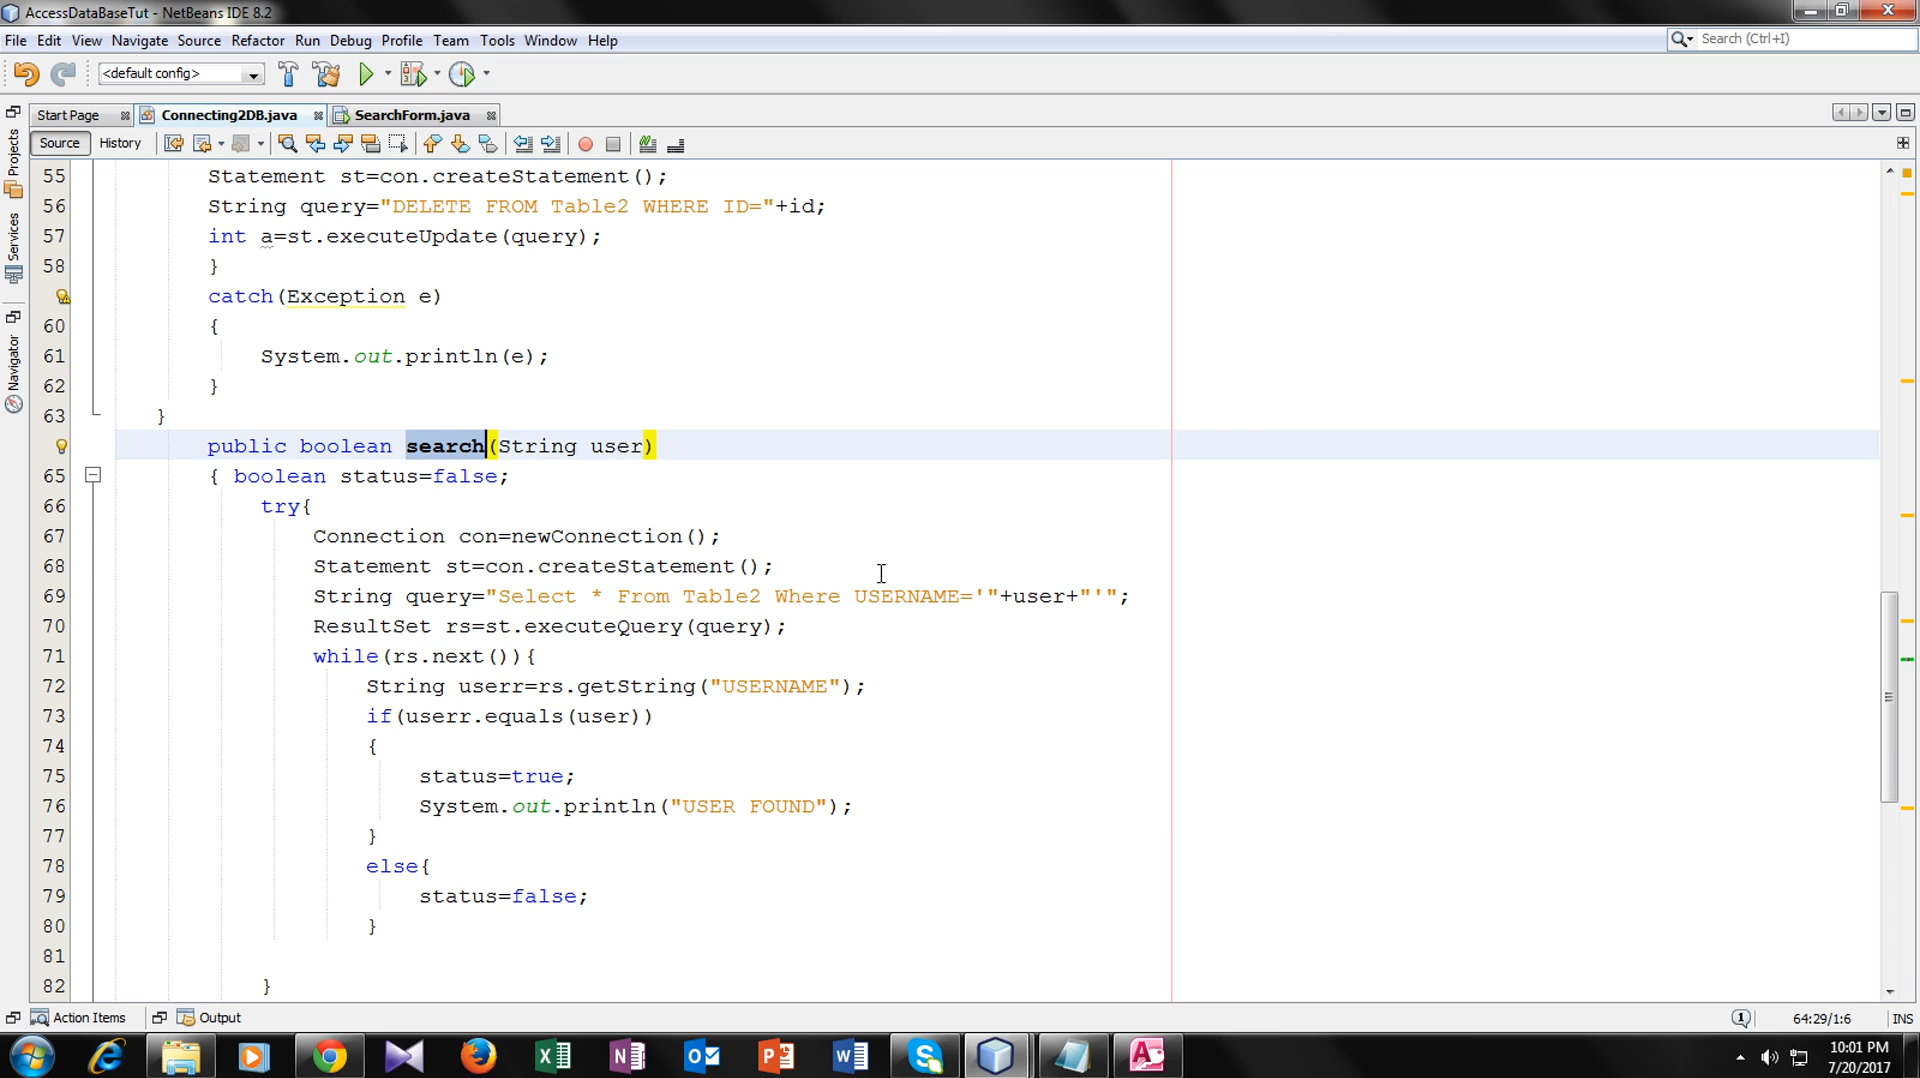 AccessDataBaseTut - NetBeans IDE 8.2
File Edit View Navigate Source Refactor Run Debug Profile Team Tools Window Help
Search (Ctrl+I)
<default config>
Start Page Connecting2DB.java SearchForm.java
Source History
Projects
Services
Navigator
55 Statement st=con.createStatement();
56 String query="DELETE FROM Table2 WHERE ID="+id;
57 int a=st.executeUpdate(query);
58 }
catch(Exception e)
60 {
61 System.out.println(e);
62 }
63 }
public boolean search(String user)
65 { boolean status=false;
66 try{
67 Connection con=newConnection();
68 Statement st=con.createStatement();
69 String query="Select * From Table2 Where USERNAME='"+user+"'";
70 ResultSet rs=st.executeQuery(query);
71 while(rs.next()){
72 String userr=rs.getString("USERNAME");
73 if(userr.equals(user))
74 {
75 status=true;
76 System.out.println("USER FOUND");
77 }
78 else{
79 status=false;
80 }
81
82 }
Action Items Output
1 64:29/1:6 INS
10:01 PM
7/20/2017